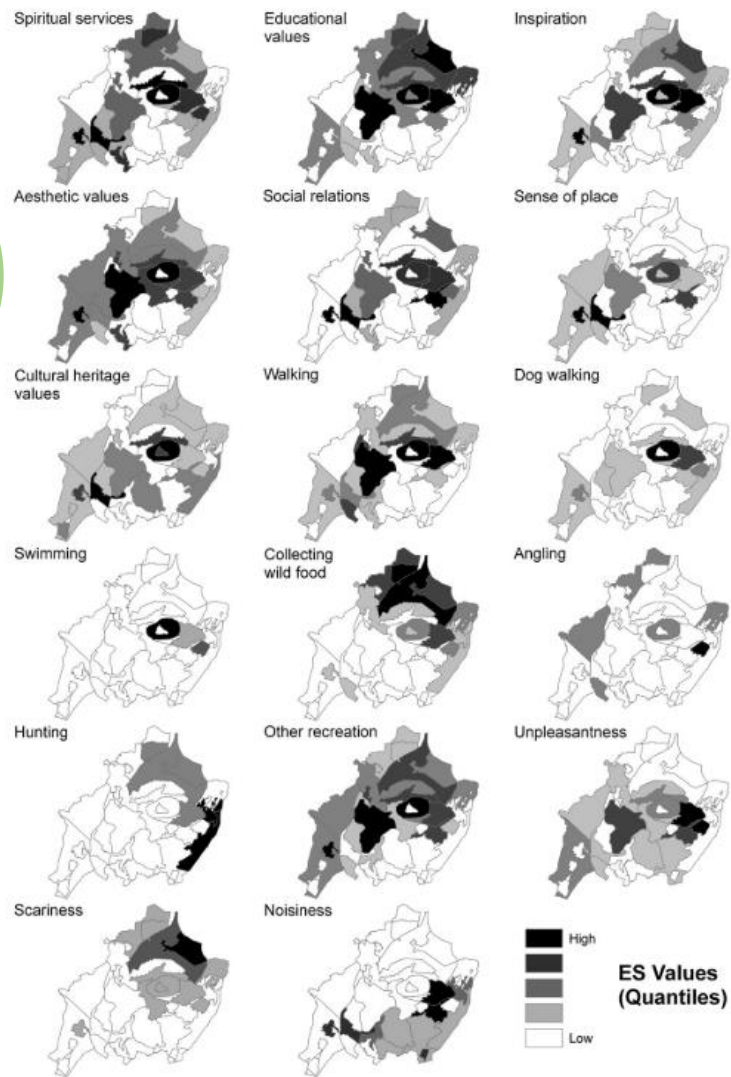 Spiritual services
Educational
values
Inspiration
Aesthetic values
Social relations
Sense of place
Cultural heritage
values
Walking
Dog walking
Swimming
Collecting
wild food
Angling
Hunting
Other recreation
Unpleasantness
Scariness
Noisiness
High
Low
ES Values
(Quantiles)